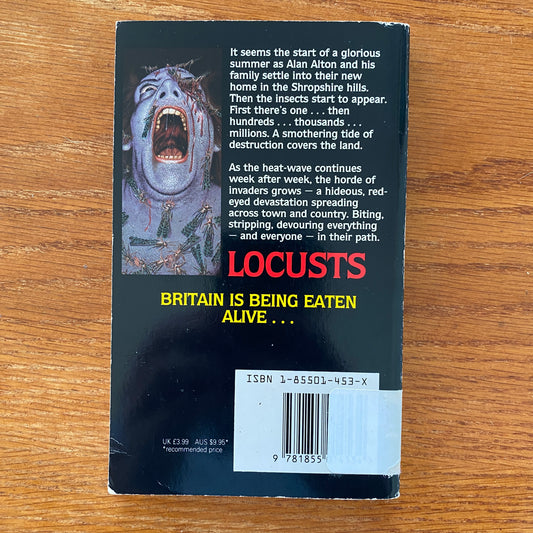 It seems the start of a glorious
summer as Alan Alton and his
family settle into their new
home in the Shropshire hills.
Then the insects start to appear.
First there's one . . . then
hundreds . . . thousands . . .
millions. A smothering tide of
destruction covers the land.
As the heat-wave continues
week after week, the horde of
invaders grows — a hideous, red-
eyed devastation spreading
across town and country. Biting,
stripping, devouring everything
— and everyone — in their path.
LOCUSTS
BRITAIN IS BEING EATEN
ALIVE . . .
ISBN 1-85501-453-X
UK £3.99 AUS $9.95*
*recommended price
9 781855